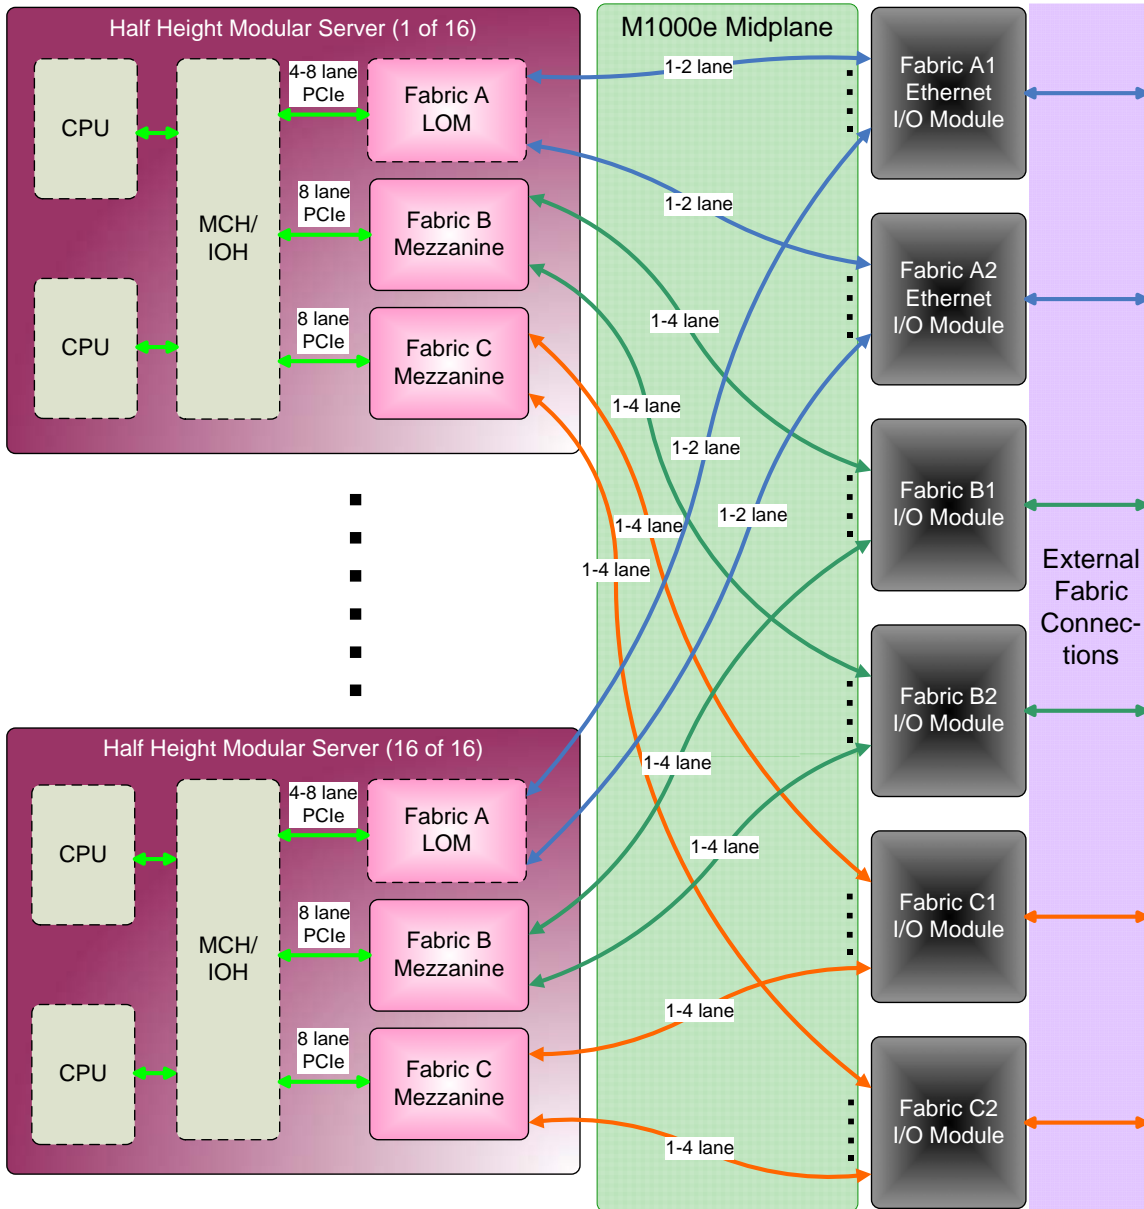 Half Height Modular Server (1 of 16)
CPU
CPU
MCH/
IOH
4-8 lane
PCIe
8 lane
PCIe
8 lane
PCIe
Fabric A
LOM
Fabric B
Mezzanine
Fabric C
Mezzanine
M1000e Midplane
1-2 lane
1-2 lane
1-4 lane
1-4 lane
1-2 lane
1-2 lane
1-4 lane
1-4 lane
1-4 lane
1-4 lane
1-4 lane
1-4 lane
Fabric A1
Ethernet
I/O Module
Fabric A2
Ethernet
I/O Module
Fabric B1
I/O Module
Fabric B2
I/O Module
Fabric C1
I/O Module
Fabric C2
I/O Module
External
Fabric
Connec-
tions
Half Height Modular Server (16 of 16)
CPU
CPU
MCH/
IOH
4-8 lane
PCIe
8 lane
PCIe
8 lane
PCIe
Fabric A
LOM
Fabric B
Mezzanine
Fabric C
Mezzanine